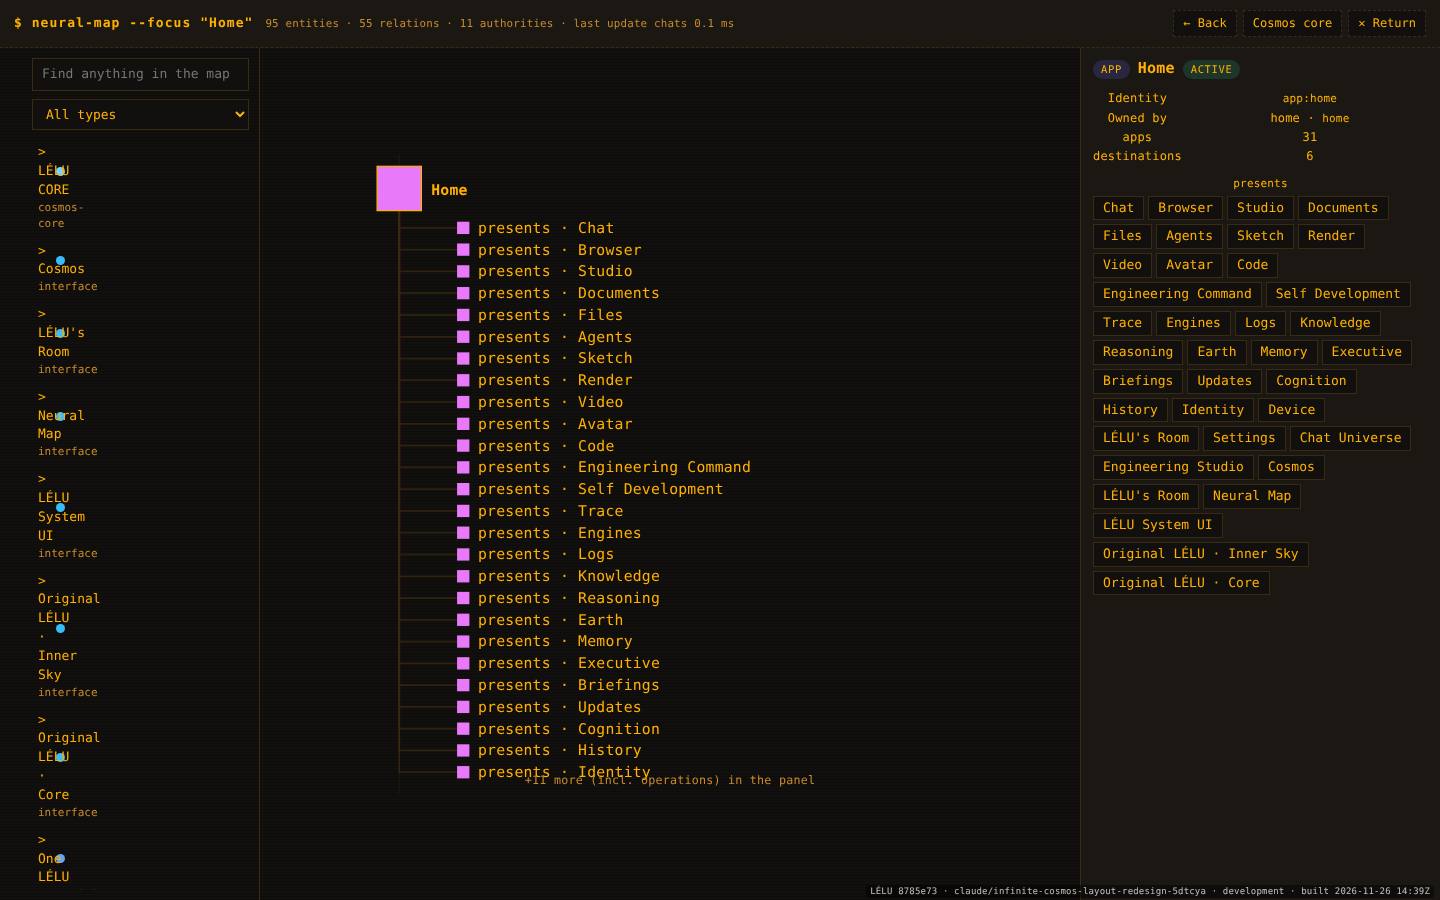 $ neural-map --focus "Home" 95 entities · 55 relations · 11 authorities · last update chats 0.1 ms
← Back Cosmos core × Return
Find anything in the map
All types
>
LÉLU
CORE
cosmos-
core
>
Cosmos
interface
>
LÉLU's
Room
interface
>
Neural
Map
interface
>
LÉLU
System
UI
interface
>
Original
LÉLU
·
Inner
Sky
interface
>
Original
LÉLU
·
Core
interface
>
One
LÉLU
Home
presents · Chat
presents · Browser
presents · Studio
presents · Documents
presents · Files
presents · Agents
presents · Sketch
presents · Render
presents · Video
presents · Avatar
presents · Code
presents · Engineering Command
presents · Self Development
presents · Trace
presents · Engines
presents · Logs
presents · Knowledge
presents · Reasoning
presents · Earth
presents · Memory
presents · Executive
presents · Briefings
presents · Updates
presents · Cognition
presents · History
presents · Identity
+11 more (incl. operations) in the panel
APP Home ACTIVE
Identity app:home
Owned by home · home
apps 31
destinations 6
presents
Chat Browser Studio Documents
Files Agents Sketch Render
Video Avatar Code
Engineering Command Self Development
Trace Engines Logs Knowledge
Reasoning Earth Memory Executive
Briefings Updates Cognition
History Identity Device
LÉLU's Room Settings Chat Universe
Engineering Studio Cosmos
LÉLU's Room Neural Map
LÉLU System UI
Original LÉLU · Inner Sky
Original LÉLU · Core
LÉLU 8785e73 · claude/infinite-cosmos-layout-redesign-5dtcya · development · built 2026-11-26 14:39Z